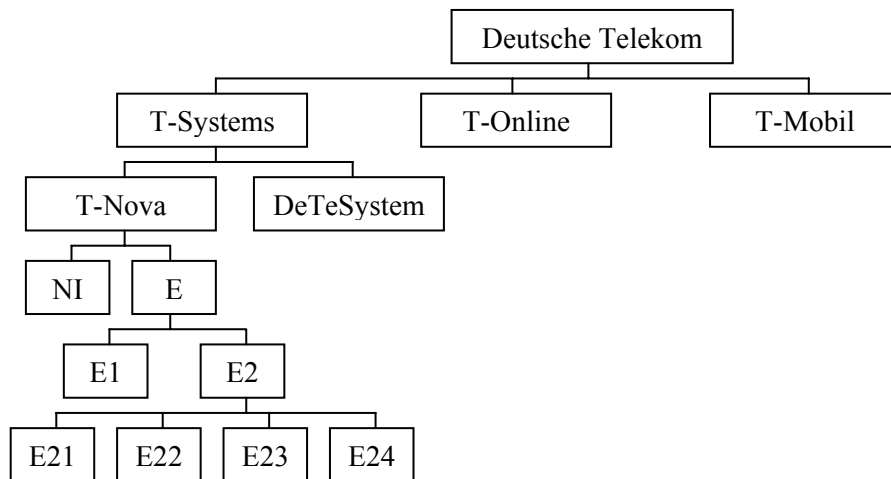 Deutsche Telekom
T-Systems
T-Online
T-Mobil
T-Nova
DeTeSystem
NI
E
E1
E2
E21
E22
E23
E24